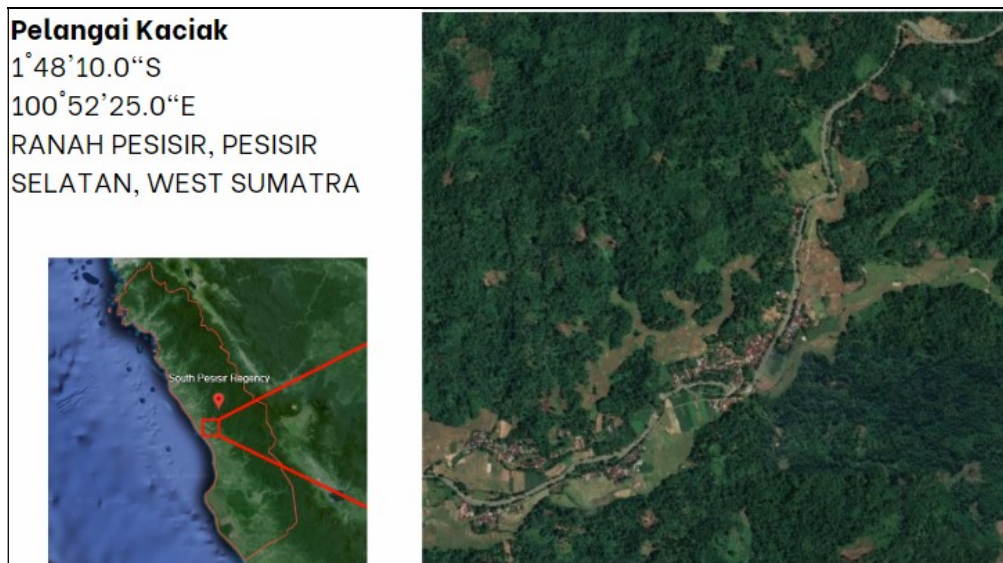 Pelangai Kaciak
1°48’10.0“S
100°52’25.0“E
RANAH PESISIR, PESISIR
SELATAN, WEST SUMATRA
South Pesisir Regency